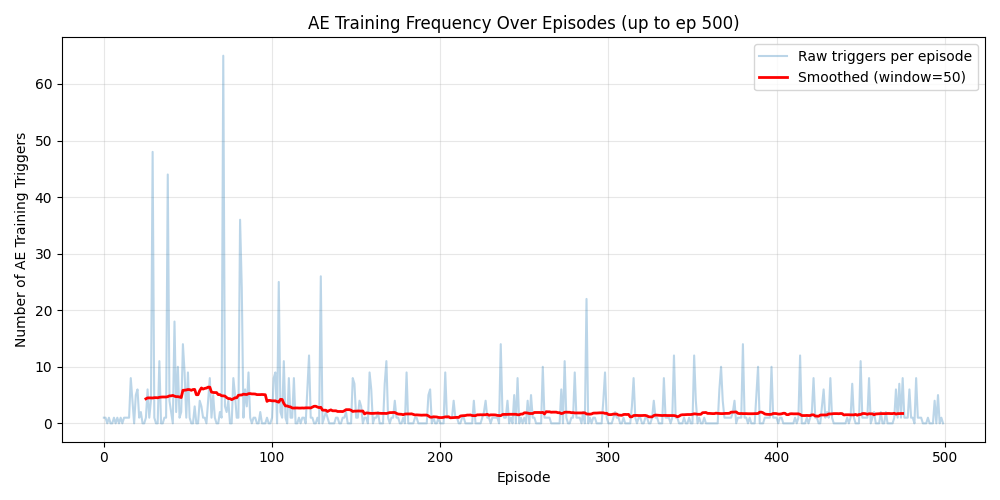 AE Training Frequency Over Episodes (up to ep 500)
Raw triggers per episode
Smoothed (window=50)
Number of AE Training Triggers
60
50
40
30
20
10
0
0 100 200 300 400 500
Episode